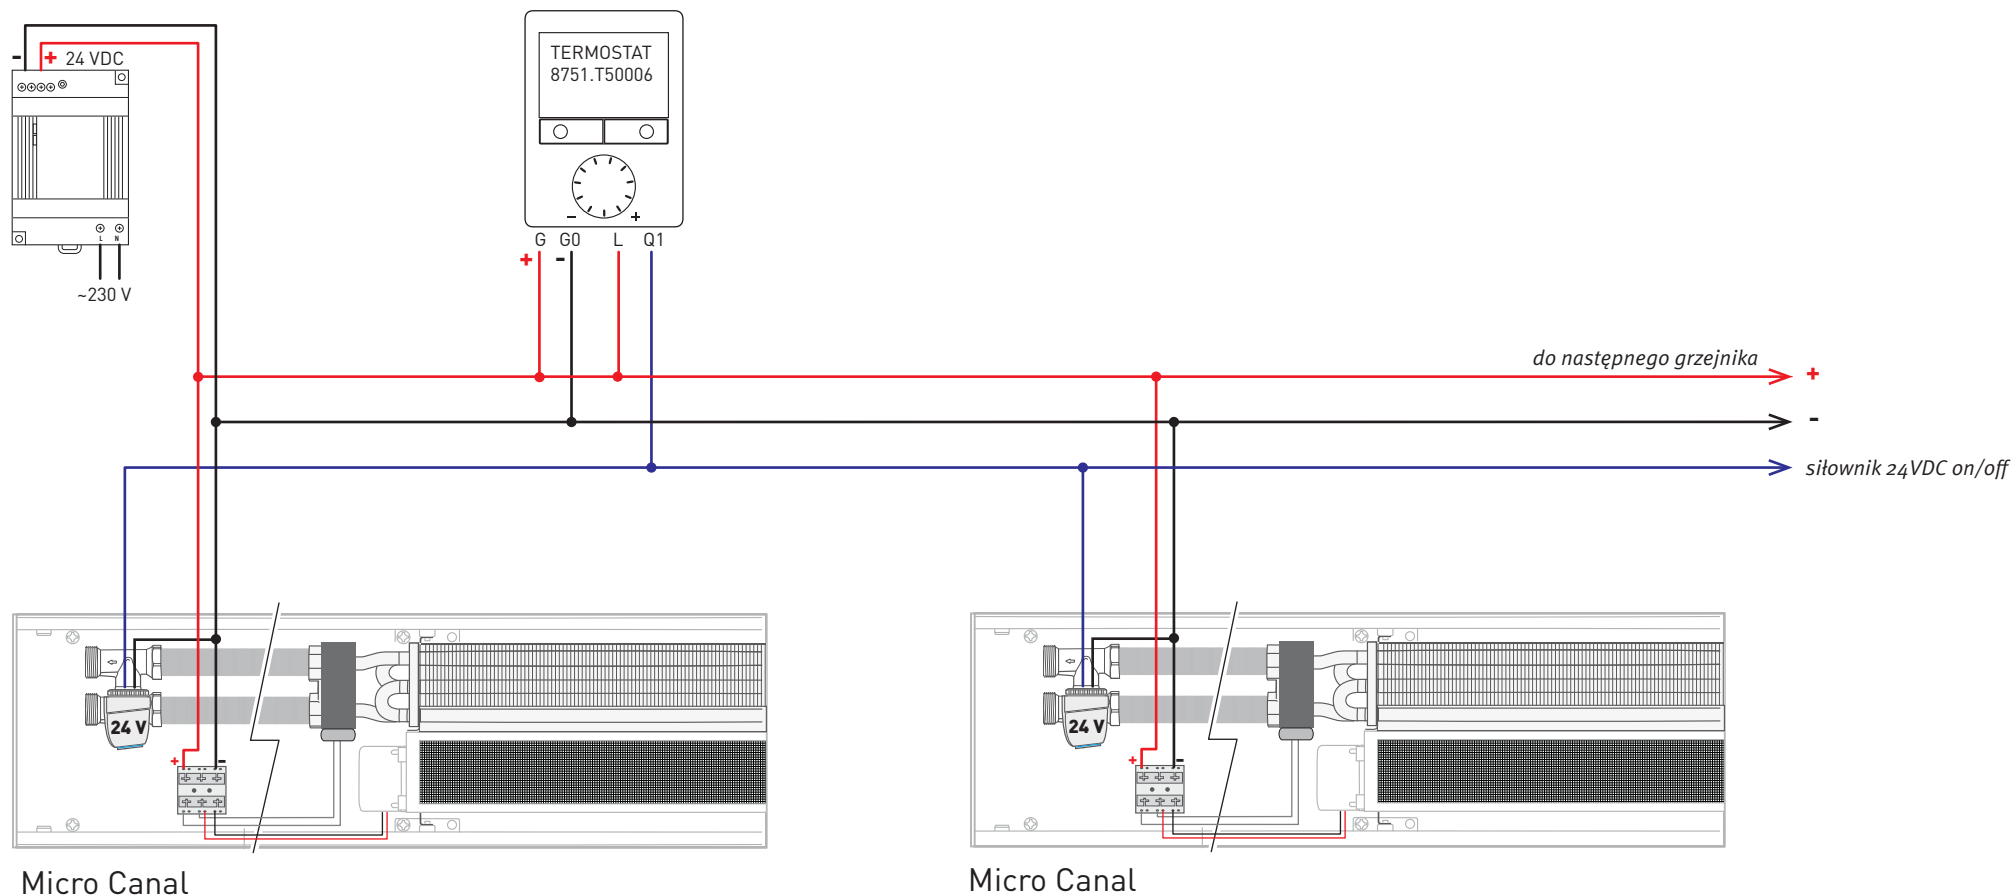 - + 24 VDC
L N
~230 V
TERMOSTAT
8751.T50006
- +
G G0 L Q1
+ -
do następnego grzejnika
+
-
siłownik 24VDC on/off
24 V
+ -
Micro Canal
24 V
+ -
Micro Canal